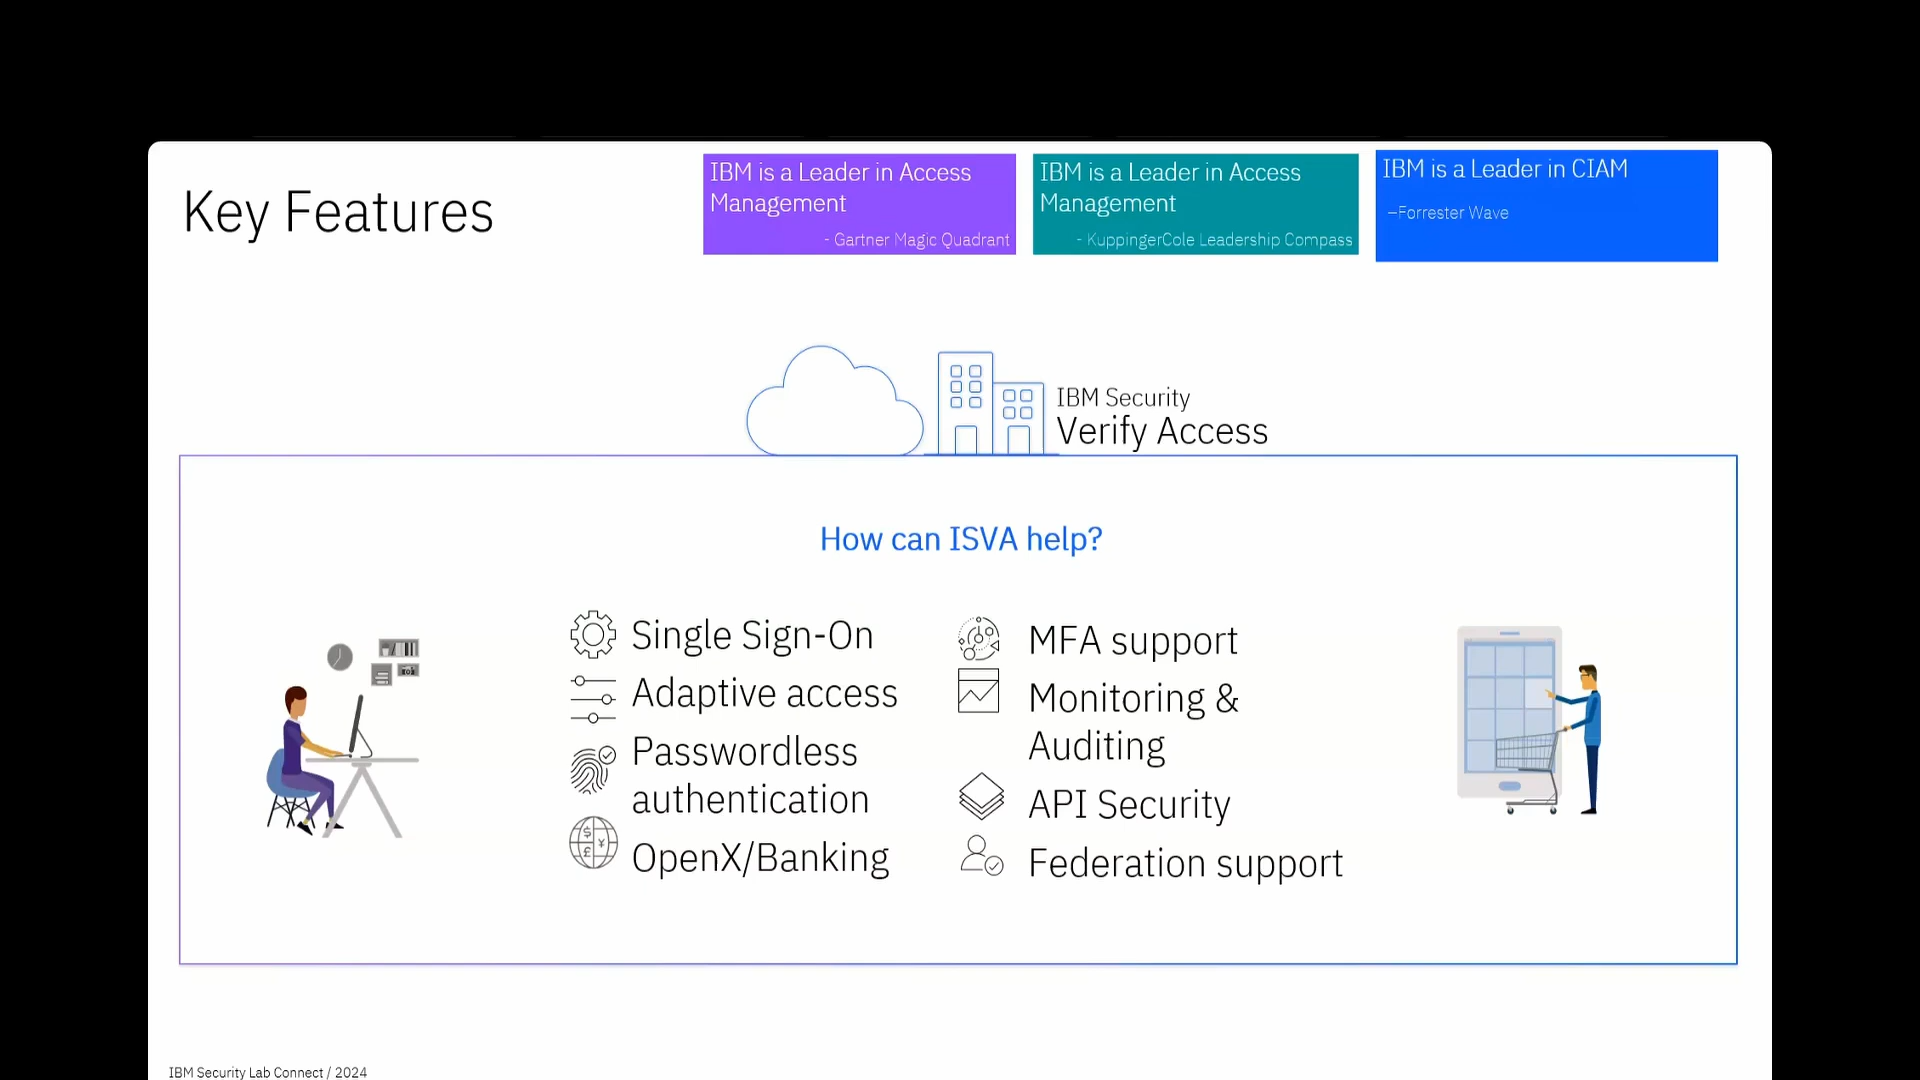 Key Features
IBM is a Leader in Access
Management
- Gartner Magic Quadrant
IBM is a Leader in Access
Management
- KuppingerCole Leadership Compass
IBM is a Leader in CIAM
–Forrester Wave
IBM Security
Verify Access
How can ISVA help?
Single Sign-On
Adaptive access
Passwordless
authentication
OpenX/Banking
MFA support
Monitoring &
Auditing
API Security
Federation support
IBM Security Lab Connect / 2024